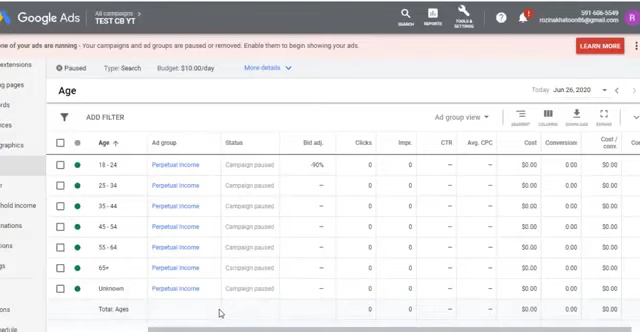 Google Ads
All campaigns
TEST CB YT
SEARCH
REPORTS
TOOLS & SETTINGS
591-606-5549
rozinakhatoon86@gmail.com
R
one of your ads are running - Your campaigns and ad groups are paused or removed. Enable them to begin showing your ads.
LEARN MORE
extensions
Paused Type: Search Budget: $10.00/day More details
Age
Today Jun 26, 2020
ADD FILTER
Ad group view
SEGMENT COLUMNS DOWNLOAD EXPAND
Age Ad group Status Bid adj. Clicks Impr. CTR Avg. CPC Cost Conversion Cost / conv.
18 - 24 Perpetual Income Campaign paused -90% 0 0 – – $0.00 0.00 $0.00
25 - 34 Perpetual Income Campaign paused – 0 0 – – $0.00 0.00 $0.00
35 - 44 Perpetual Income Campaign paused – 0 0 – – $0.00 0.00 $0.00
45 - 54 Perpetual Income Campaign paused – 0 0 – – $0.00 0.00 $0.00
55 - 64 Perpetual Income Campaign paused – 0 0 – – $0.00 0.00 $0.00
65+ Perpetual Income Campaign paused – 0 0 – – $0.00 0.00 $0.00
Unknown Perpetual Income Campaign paused – 0 0 – – $0.00 0.00 $0.00
Total: Ages 0 0 – – $0.00 0.00 $0.00
ng pages
ords
nces
graphics
hold income
ations
gs
ions
schedule